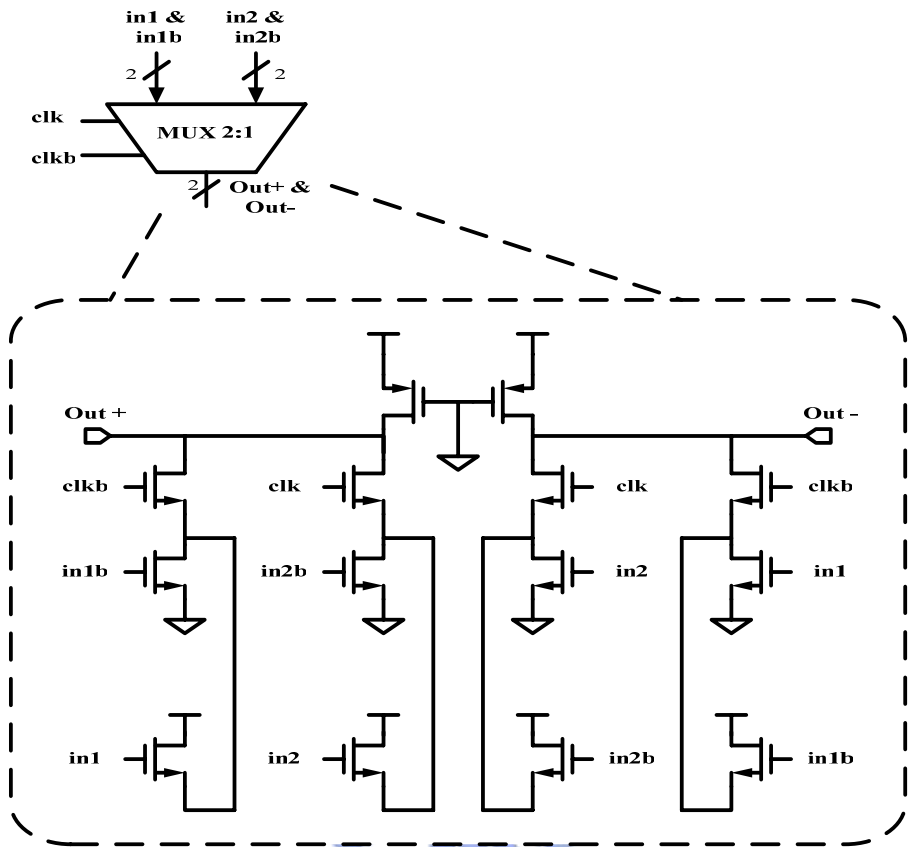 in1 & in2 &
in1b in2b
2 2
clk
MUX 2:1
clkb
2 Out+ &
Out-
Out + Out -
clkb clk clk clkb
in1b in2b in2 in1
in1 in2 in2b in1b